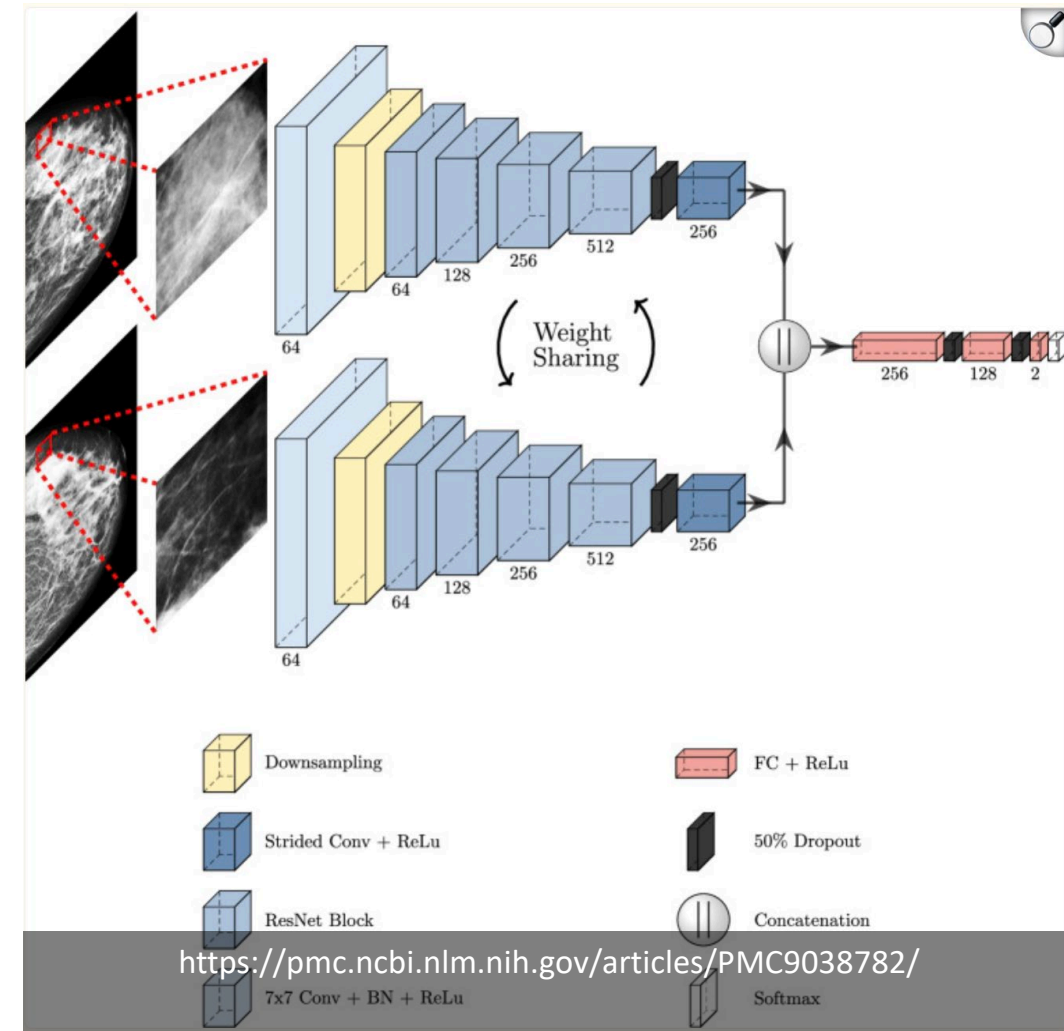 64
64
128
256
512
256
Weight
Sharing
256
128
2
64
64
128
256
512
256
Downsampling
FC + ReLu
Strided Conv + ReLu
50% Dropout
ResNet Block
Concatenation
https://pmc.ncbi.nlm.nih.gov/articles/PMC9038782/
7x7 Conv + BN + ReLu
Softmax